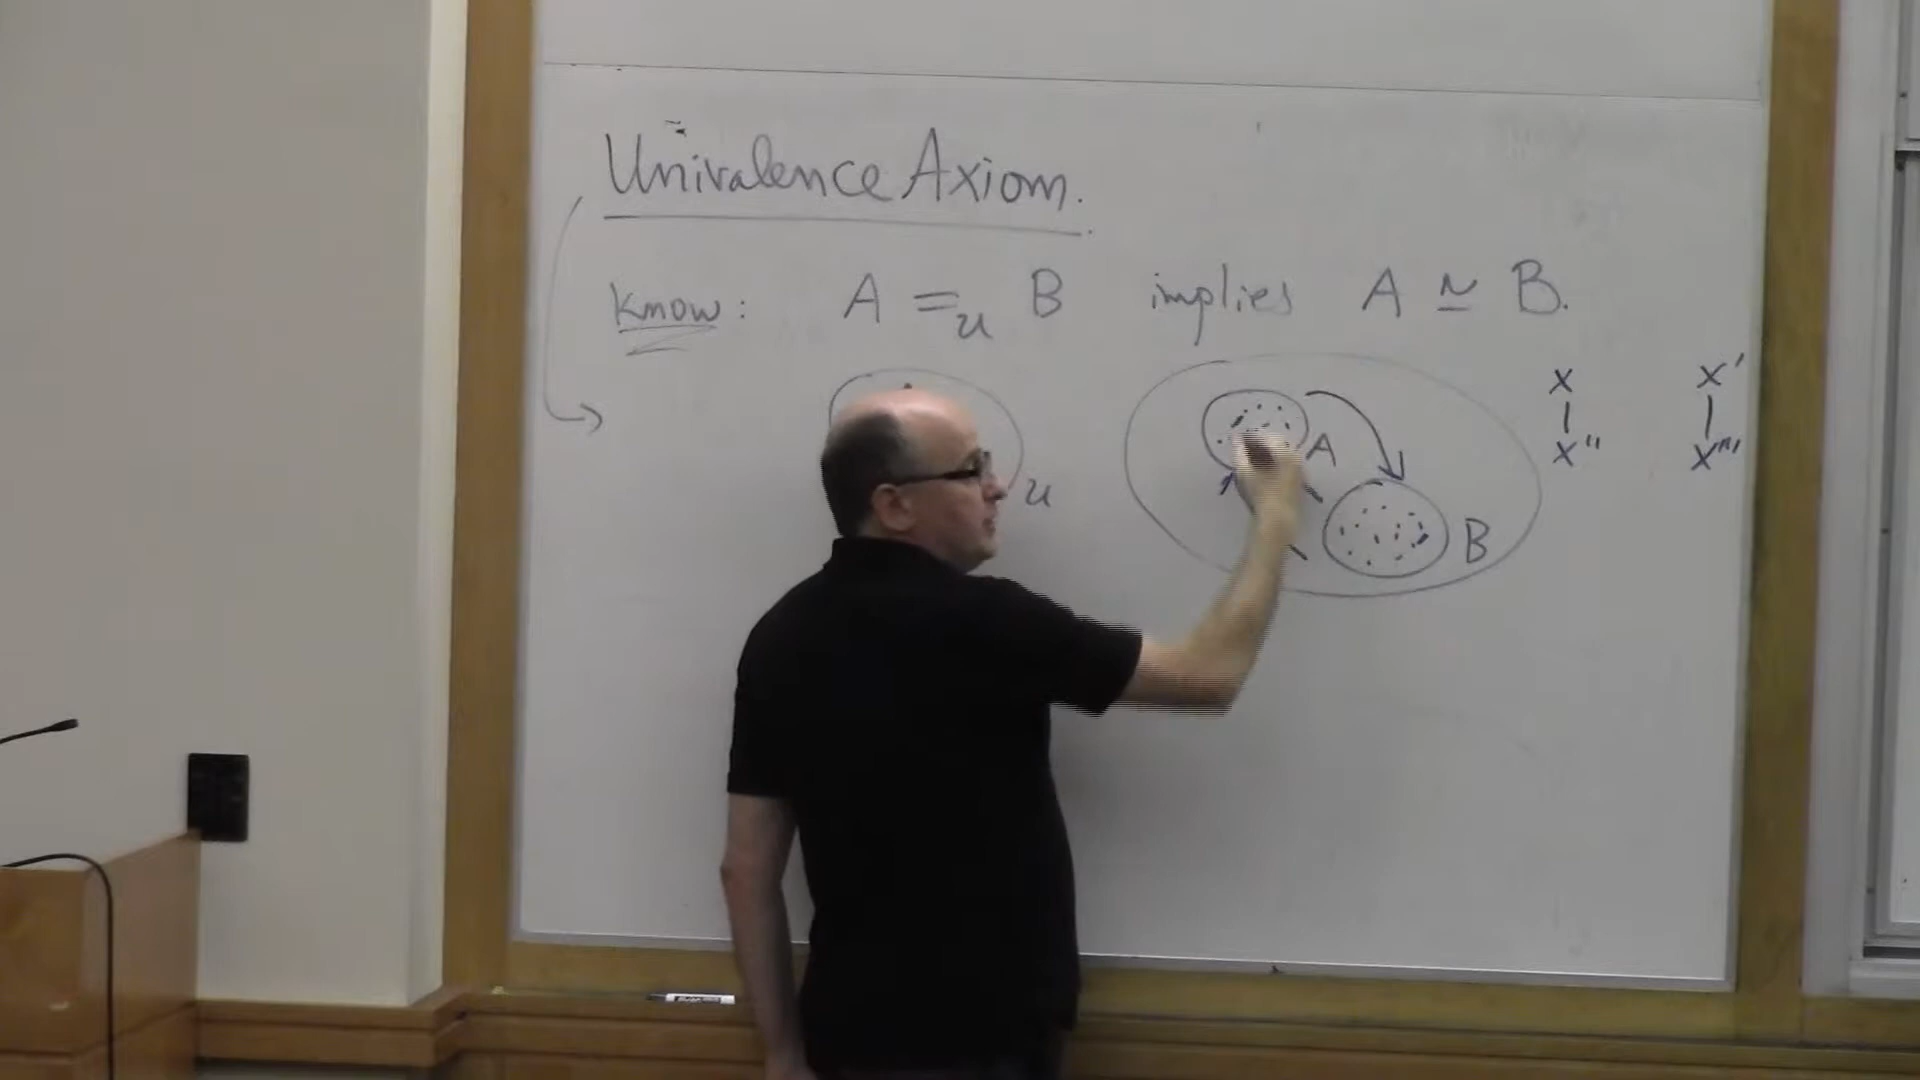 Univalence Axiom.
Know: A =u B implies A ≃ B.
x x'
A
x'' x'''
u
B